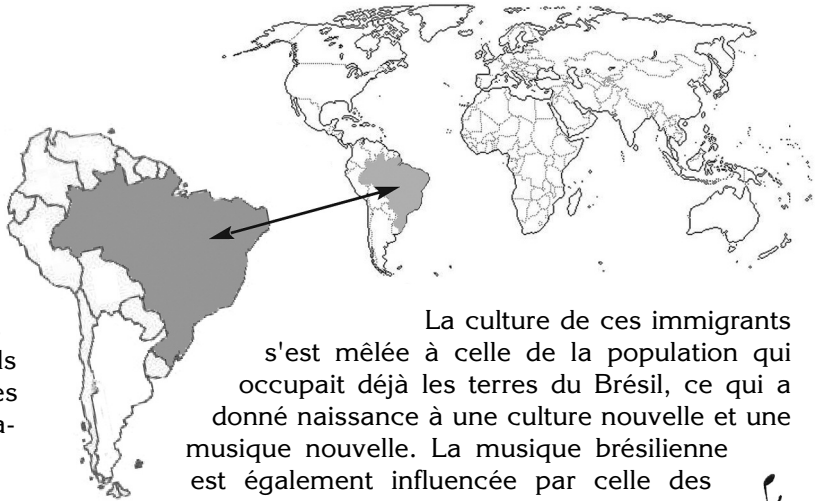 La culture de ces immigrants
s'est mêlée à celle de la population qui
occupait déjà les terres du Brésil, ce qui a
donné naissance à une culture nouvelle et une
musique nouvelle. La musique brésilienne
est également influencée par celle des